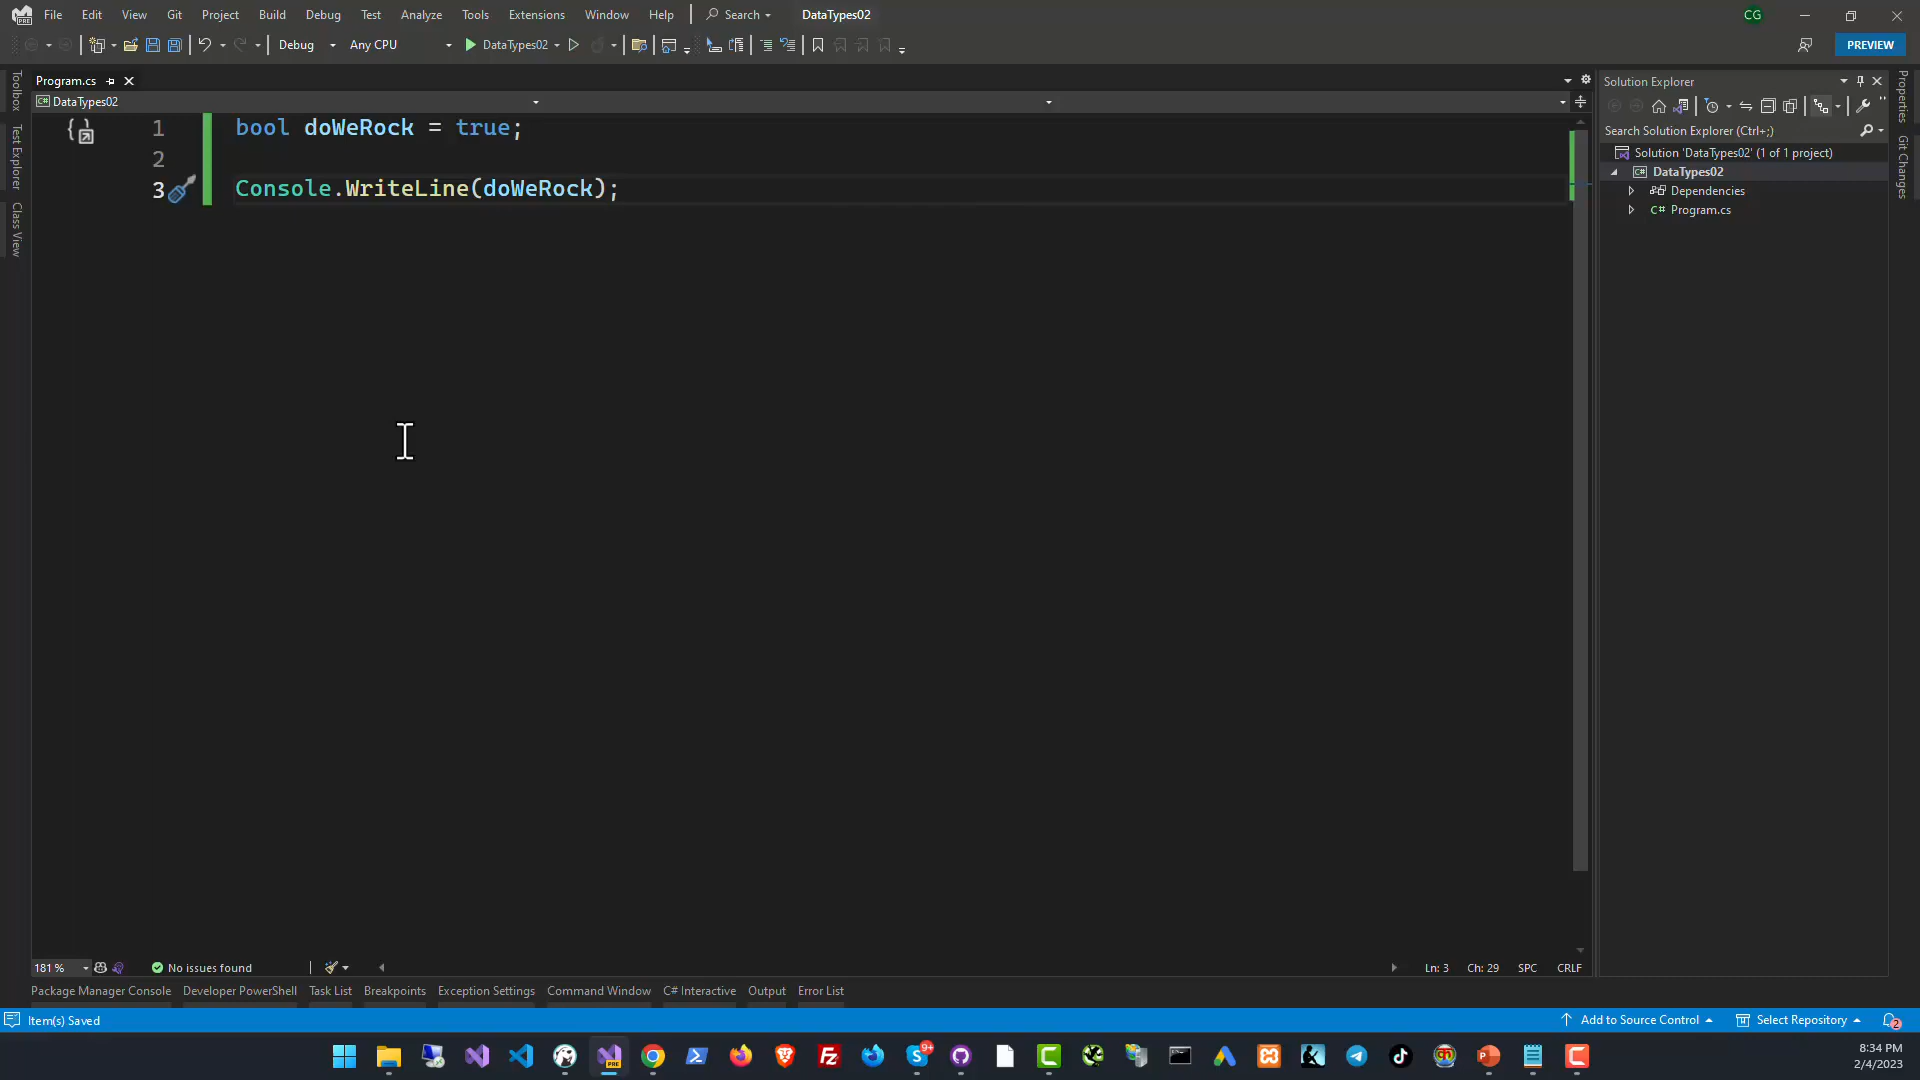 File Edit View Git Project Build Debug Test Analyze Tools Extensions Window Help Search DataTypes02 CG
Debug Any CPU DataTypes02 PREVIEW
Program.cs
DataTypes02
1 bool doWeRock = true;
2
3 Console.WriteLine(doWeRock);
Toolbox
Test Explorer
Class View
Solution Explorer
Search Solution Explorer (Ctrl+;)
Solution 'DataTypes02' (1 of 1 project)
DataTypes02
Dependencies
C# Program.cs
Properties
Git Changes
181 % No issues found Ln: 3 Ch: 29 SPC CRLF
Package Manager Console Developer PowerShell Task List Breakpoints Exception Settings Command Window C# Interactive Output Error List
Item(s) Saved Add to Source Control Select Repository 2
9+
8:34 PM
2/4/2023